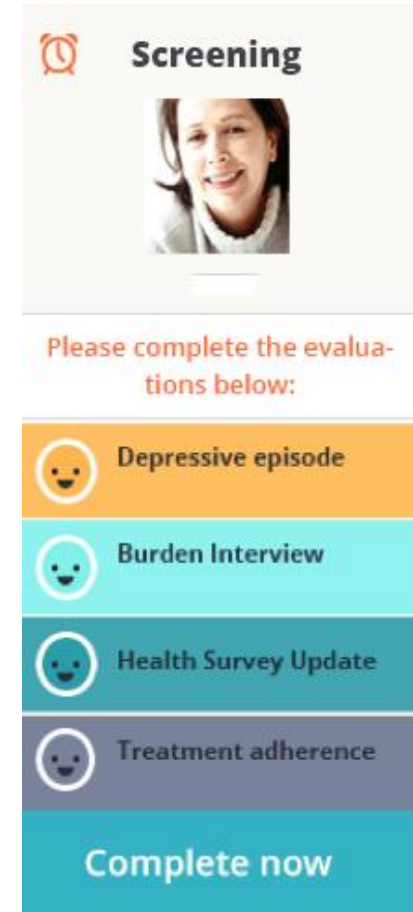 Screening
Please complete the evalua-
tions below:
Depressive episode
Burden Interview
Health Survey Update
Treatment adherence
Complete now